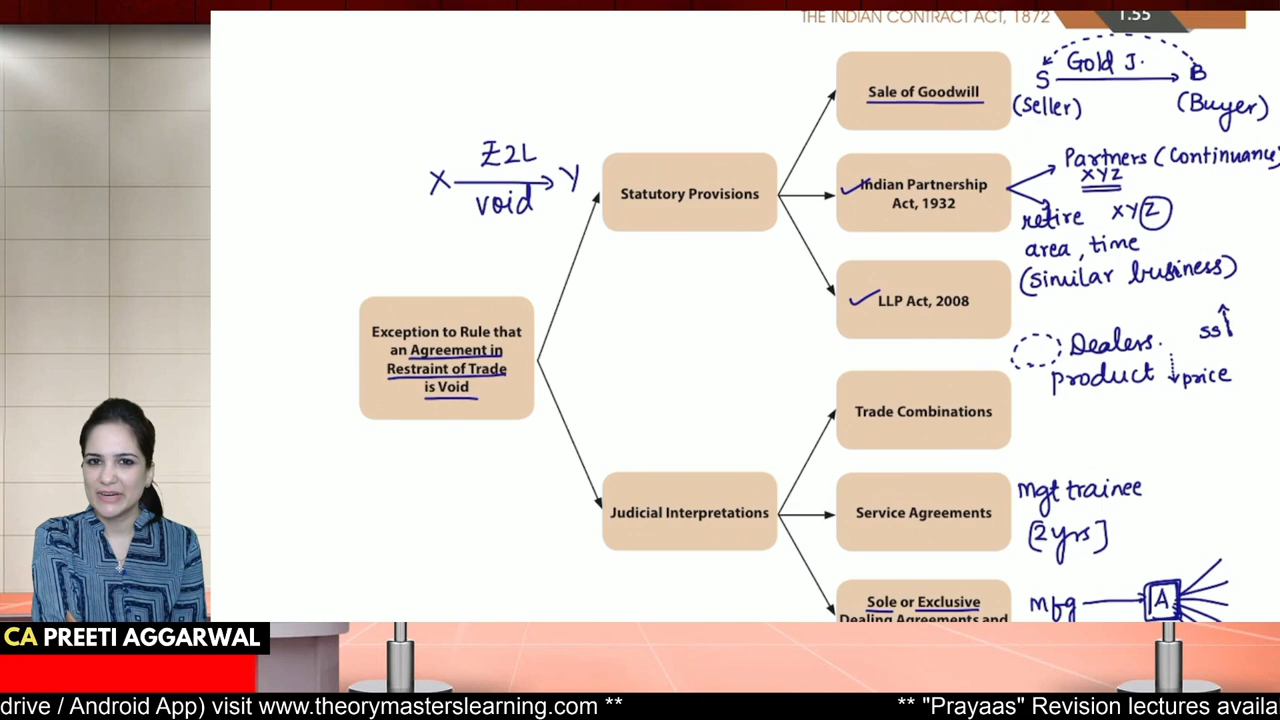 THE INDIAN CONTRACT ACT, 1872
1.55
Sale of Goodwill
S Gold J. B
(Seller)
(Buyer)
X ₹2L Y
void
Statutory Provisions
Indian Partnership
Act, 1932
Partners (Continuance)
XYZ
retire XYZ
area, time
(similar business)
LLP Act, 2008
Exception to Rule that
an Agreement in
Restraint of Trade
is Void
Dealers. SS
product price
Trade Combinations
Judicial Interpretations
Service Agreements
Mgt trainee
[2yrs]
Sole or Exclusive
Dealing Agreements and
Mfg A
CA PREETI AGGARWAL
drive / Android App) visit www.theorymasterslearning.com ** ** "Prayaas" Revision lectures availa